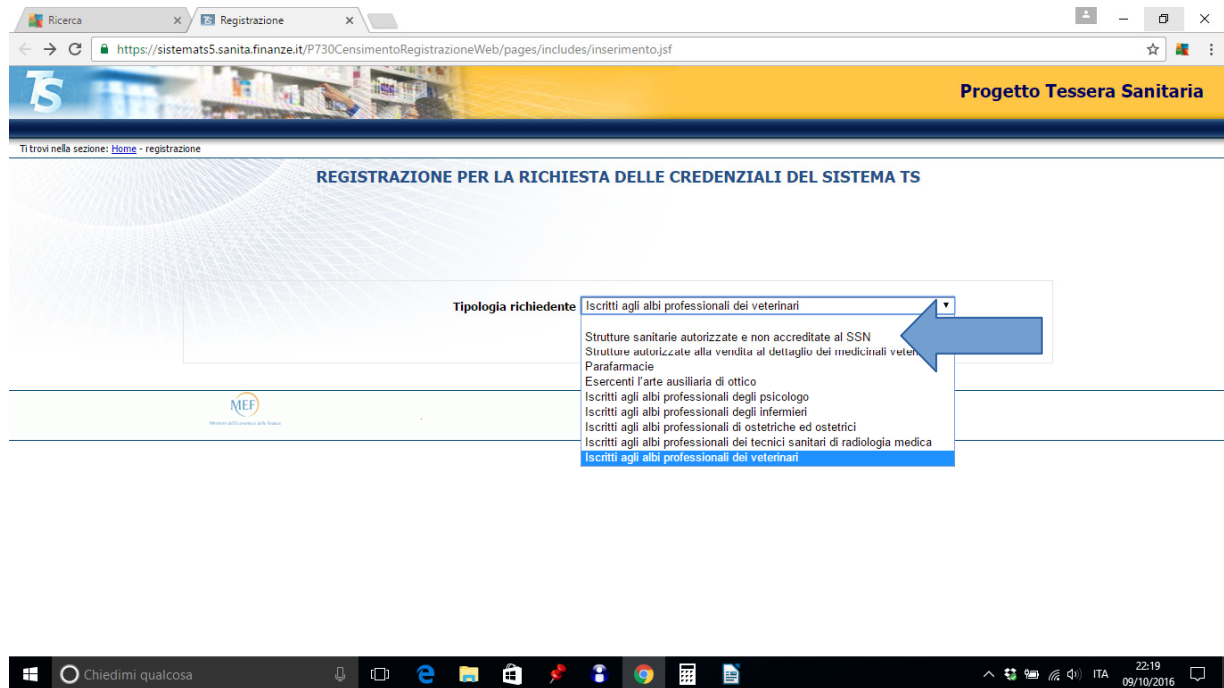 Ricerca
Registrazione
https://sistemats5.sanita.finanze.it/P730CensimentoRegistrazioneWeb/pages/includes/inserimento.jsf
TS
Progetto Tessera Sanitaria
Ti trovi nella sezione: Home - registrazione
REGISTRAZIONE PER LA RICHIESTA DELLE CREDENZIALI DEL SISTEMA TS
Tipologia richiedente Iscritti agli albi professionali dei veterinari
Strutture sanitarie autorizzate e non accreditate al SSN
Strutture autorizzate alla vendita al dettaglio dei medicinali
Parafarmacie
Esercenti l'arte ausiliaria di ottico
Iscritti agli albi professionali degli psicologo
Iscritti agli albi professionali degli infermieri
Iscritti agli albi professionali di ostetriche ed ostetrici
Iscritti agli albi professionali dei tecnici sanitari di radiologia medica
Iscritti agli albi professionali dei veterinari
MEF
Chiedimi qualcosa
ITA
22:19
09/10/2016